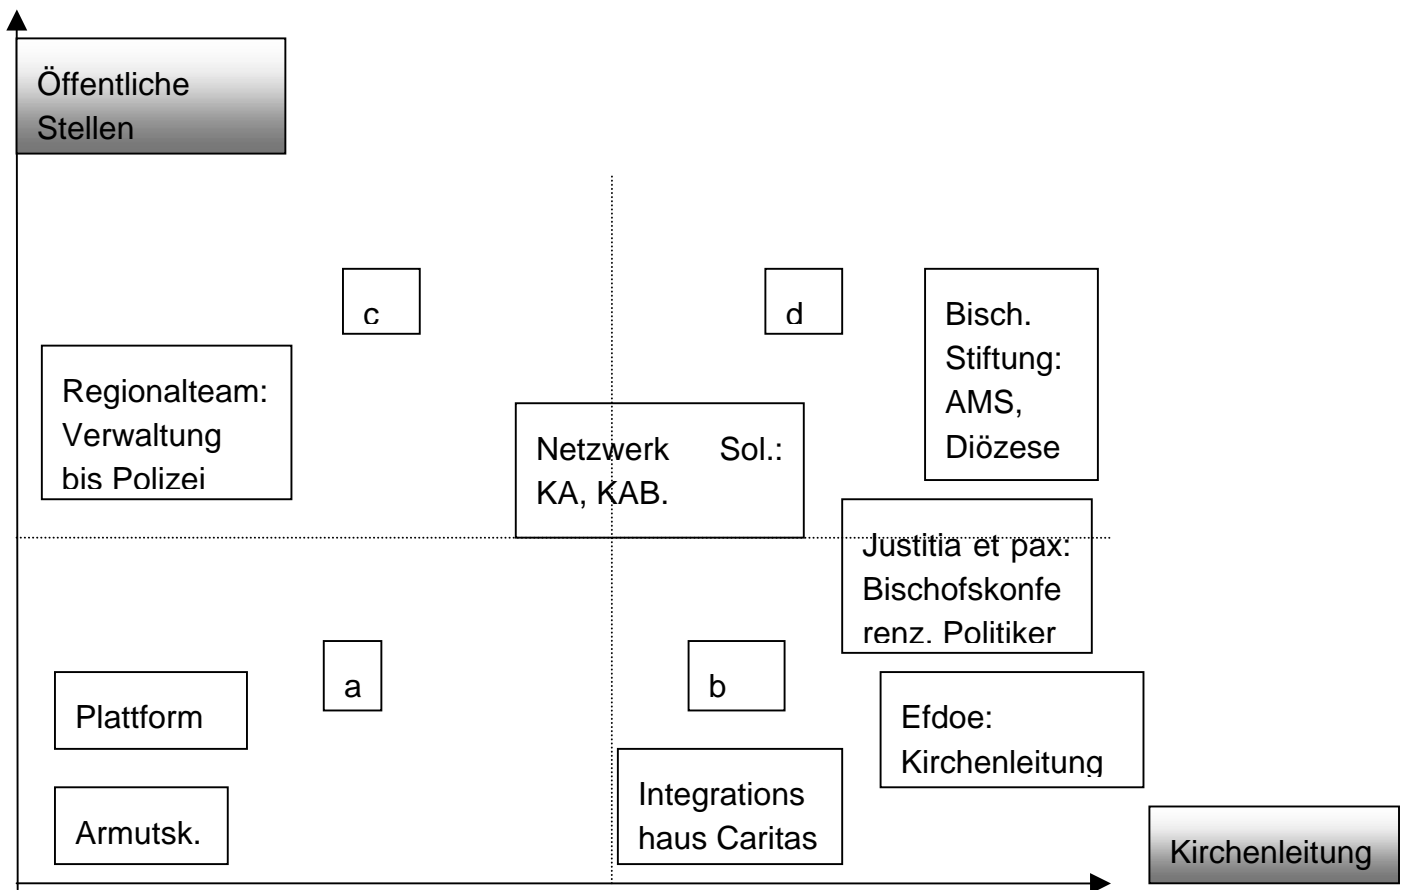 Öffentliche
Stellen
c
d
Bisch.
Stiftung:
AMS,
Diözese
Regionalteam:
Verwaltung
bis Polizei
Netzwerk Sol.:
KA, KAB.
Justitia et pax:
Bischofskonfe
renz. Politiker
a
b
Plattform
Efdoe:
Kirchenleitung
Armutsk.
Integrations
haus Caritas
Kirchenleitung